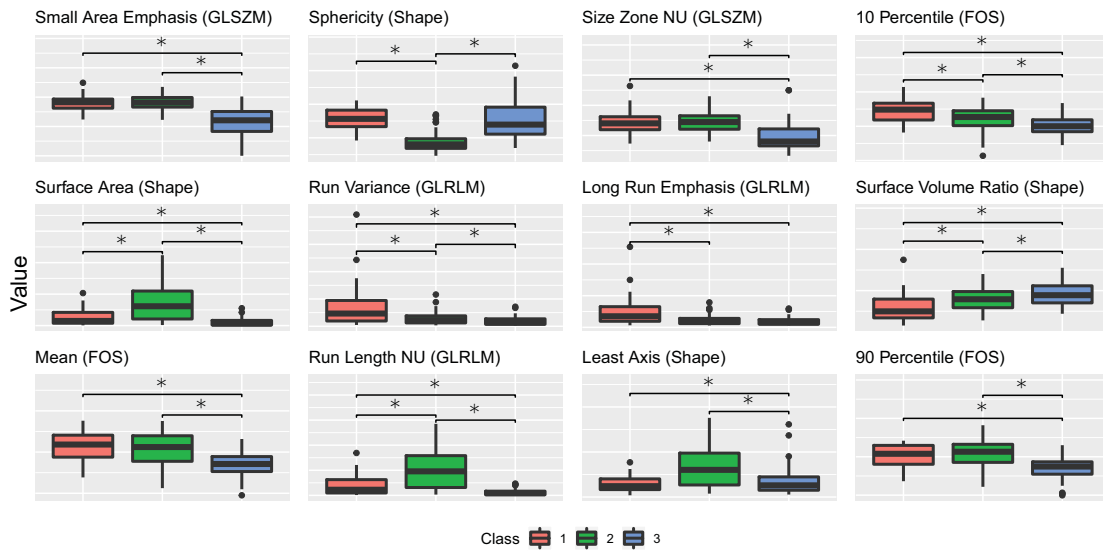 Small Area Emphasis (GLSZM)
Sphericity (Shape)
Size Zone NU (GLSZM)
10 Percentile (FOS)
* *
* *
* *
* * *
Surface Area (Shape)
Run Variance (GLRLM)
Long Run Emphasis (GLRLM)
Surface Volume Ratio (Shape)
* * *
* * *
* *
* * *
Value
Mean (FOS)
Run Length NU (GLRLM)
Least Axis (Shape)
90 Percentile (FOS)
* *
* * *
* *
* *
Class 1 2 3